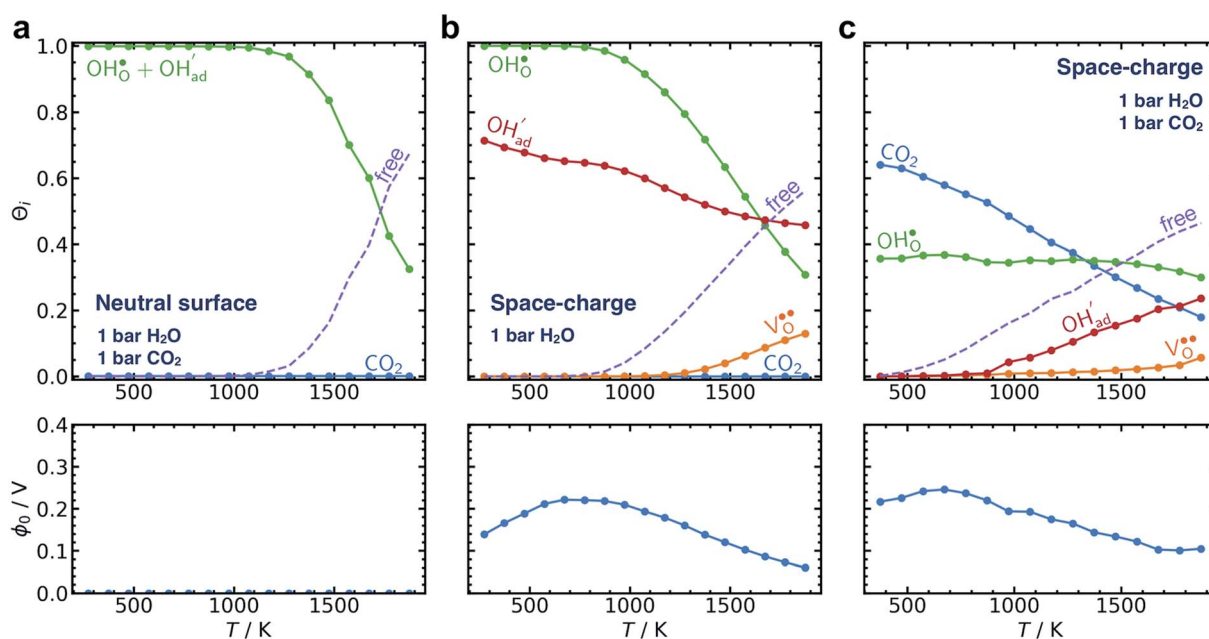 a
b
c
1.0
0.8
0.6
0.4
0.2
0.0
Θi
OH•O + OH′ad
free
Neutral surface
1 bar H2O
1 bar CO2
CO2
500
1000
1500
OH•O
OH′ad
free
Space-charge
1 bar H2O
V••O
CO2
500
1000
1500
Space-charge
1 bar H2O
1 bar CO2
CO2
free
OH•O
OH′ad
V••O
500
1000
1500
0.4
0.3
0.2
0.1
0.0
ϕ0 / V
500
1000
1500
T / K
500
1000
1500
T / K
500
1000
1500
T / K